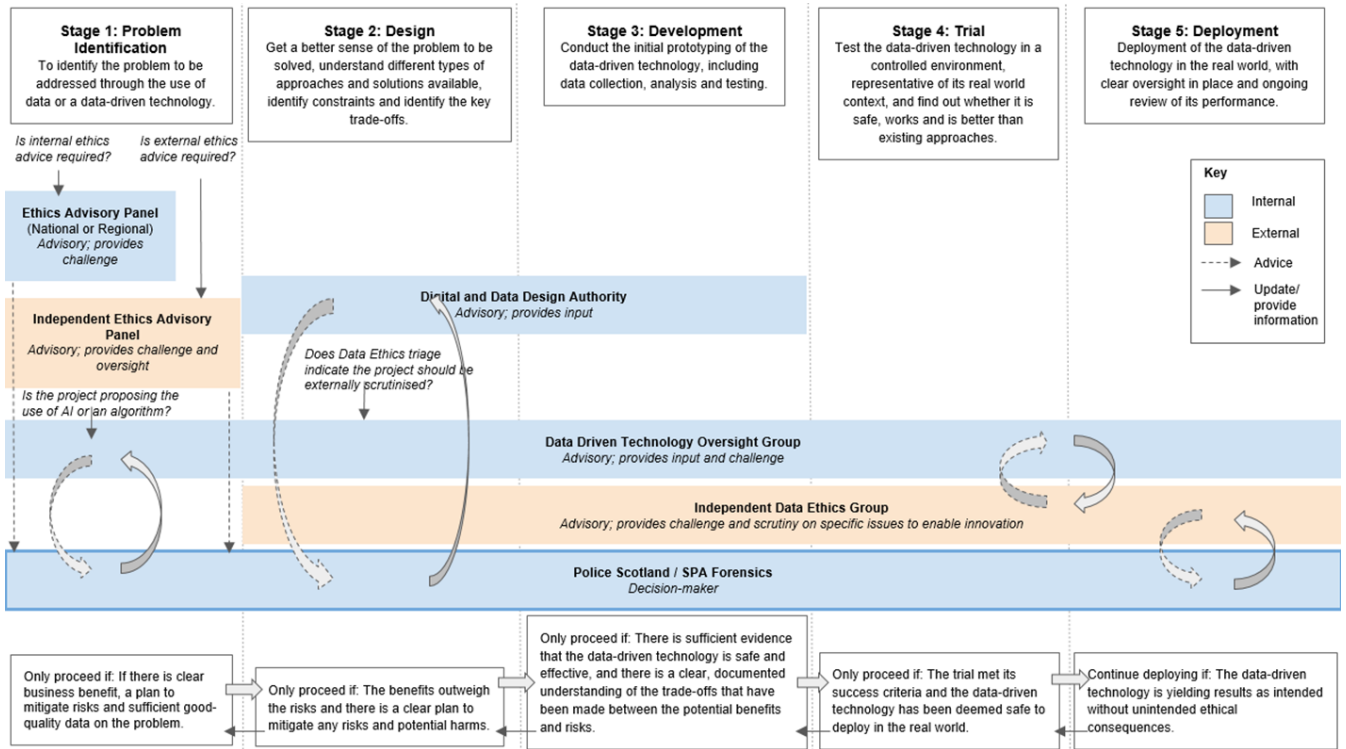 Stage 1: Problem
Identification
To identify the problem to be
addressed through the use of
data or a data-driven technology.
Stage 2: Design
Get a better sense of the problem to be
solved, understand different types of
approaches and solutions available,
identify constraints and identify the key
trade-offs.
Stage 3: Development
Conduct the initial prototyping of the
data-driven technology, including
data collection, analysis and testing.
Stage 4: Trial
Test the data-driven technology in a
controlled environment,
representative of its real world
context, and find out whether it is
safe, works and is better than
existing approaches.
Stage 5: Deployment
Deployment of the data-driven
technology in the real world, with
clear oversight in place and ongoing
review of its performance.
Is internal ethics
advice required?
Is external ethics
advice required?
Key
Internal
External
Advice
Update/
provide
information
Ethics Advisory Panel
(National or Regional)
Advisory; provides
challenge
Digital and Data Design Authority
Advisory; provides input
Independent Ethics Advisory
Panel
Advisory; provides challenge and
oversight
Does Data Ethics triage
indicate the project should be
externally scrutinised?
Is the project proposing the
use of AI or an algorithm?
Data Driven Technology Oversight Group
Advisory; provides input and challenge
Independent Data Ethics Group
Advisory; provides challenge and scrutiny on specific issues to enable innovation
Police Scotland / SPA Forensics
Decision-maker
Only proceed if: If there is clear
business benefit, a plan to
mitigate risks and sufficient good-
quality data on the problem.
Only proceed if: The benefits outweigh
the risks and there is a clear plan to
mitigate any risks and potential harms.
Only proceed if: There is sufficient evidence
that the data-driven technology is safe and
effective, and there is a clear, documented
understanding of the trade-offs that have
been made between the potential benefits
and risks.
Only proceed if: The trial met its
success criteria and the data-driven
technology has been deemed safe to
deploy in the real world.
Continue deploying if: The data-driven
technology is yielding results as intended
without unintended ethical
consequences.